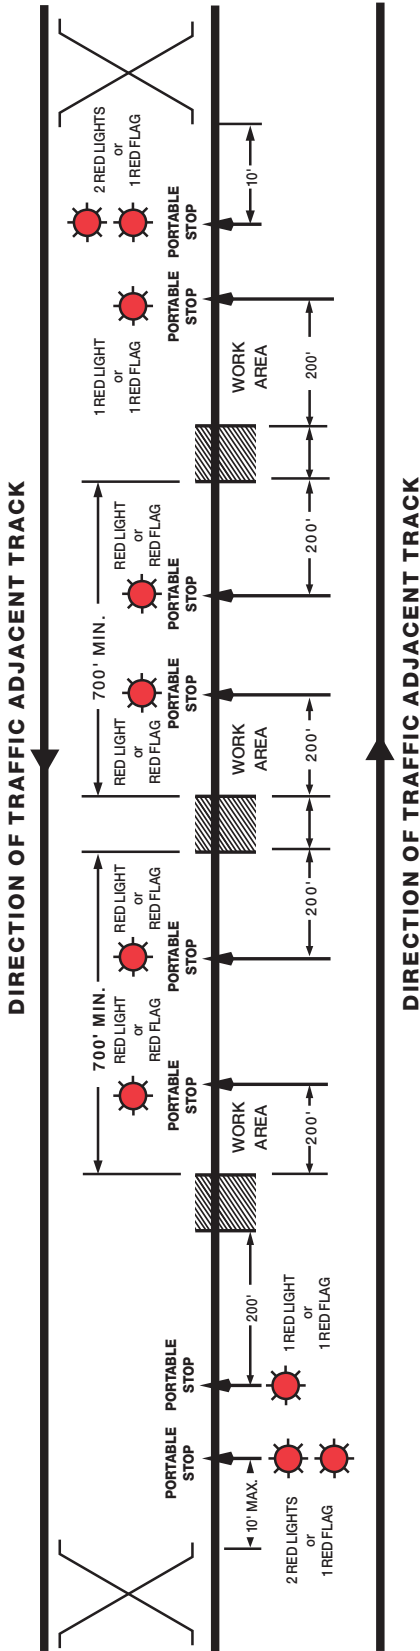 DIRECTION OF TRAFFIC ADJACENT TRACK
2 RED LIGHTS
or
1 RED FLAG
10'
PORTABLE
STOP
PORTABLE
STOP
1 RED LIGHT
or
1 RED FLAG
WORK
AREA
200'
700' MIN.
RED LIGHT
or
RED FLAG
PORTABLE
STOP
200'
RED LIGHT
or
RED FLAG
PORTABLE
STOP
WORK
AREA
200'
700' MIN.
RED LIGHT
or
RED FLAG
PORTABLE
STOP
200'
RED LIGHT
or
RED FLAG
PORTABLE
STOP
WORK
AREA
200'
200'
1 RED LIGHT
or
1 RED FLAG
PORTABLE
STOP
PORTABLE
STOP
10' MAX.
2 RED LIGHTS
or
1 RED FLAG
DIRECTION OF TRAFFIC ADJACENT TRACK